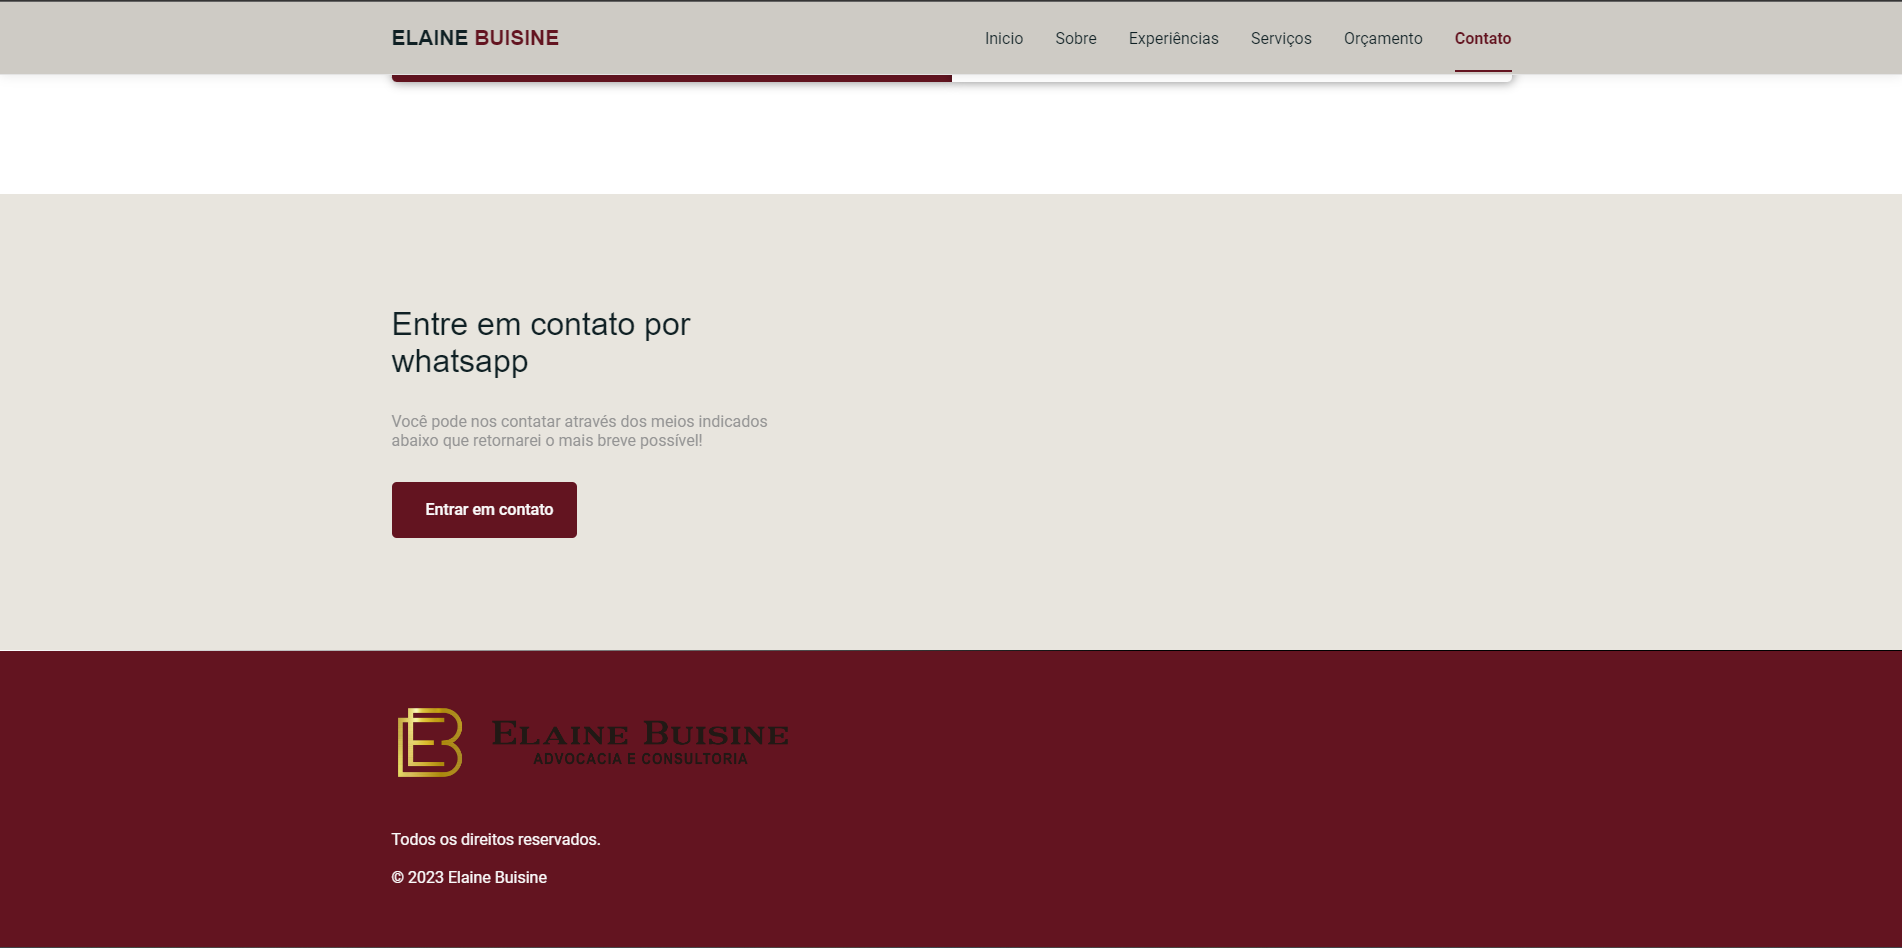 ELAINE BUISINE
Inicio Sobre Experiências Serviços Orçamento Contato
Entre em contato por
whatsapp
Você pode nos contatar através dos meios indicados
abaixo que retornarei o mais breve possível!
Entrar em contato
EB
ELAINE BUISINE
ADVOCACIA E CONSULTORIA
Todos os direitos reservados.
© 2023 Elaine Buisine